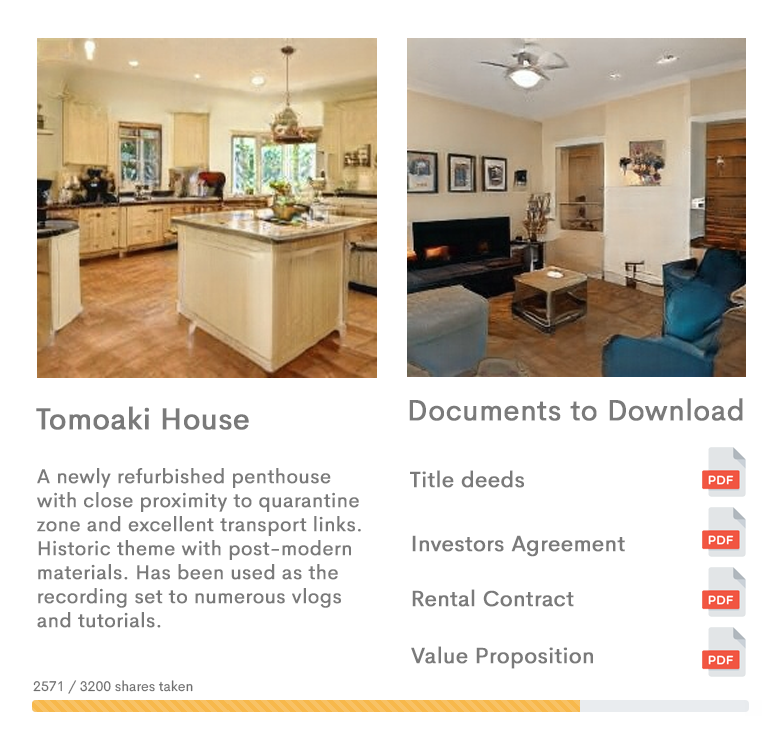 Tomoaki House
A newly refurbished penthouse
with close proximity to quarantine
zone and excellent transport links.
Historic theme with post-modern
materials. Has been used as the
recording set to numerous vlogs
and tutorials.
Documents to Download
Title deeds
PDF
Investors Agreement
PDF
Rental Contract
PDF
Value Proposition
PDF
2571 / 3200 shares taken